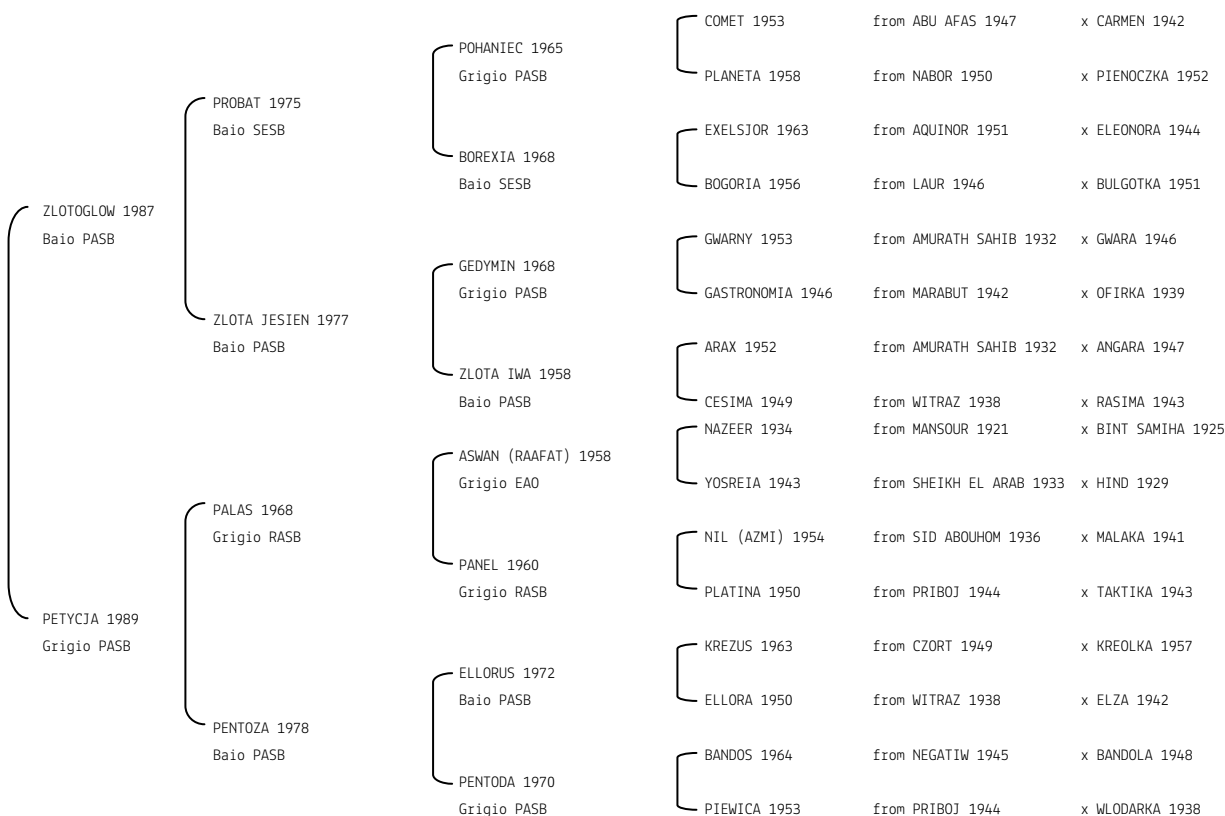 COMET 1953 from ABU AFAS 1947 x CARMEN 1942
POHANIEC 1965
Grigio PASB PLANETA 1958 from NABOR 1950 x PIENOCZKA 1952
PROBAT 1975
Baio SESB EXELSJOR 1963 from AQUINOR 1951 x ELEONORA 1944
BOREXIA 1968
Baio SESB BOGORIA 1956 from LAUR 1946 x BULGOTKA 1951
ZLOTOGLOW 1987
Baio PASB GWARNY 1953 from AMURATH SAHIB 1932 x GWARA 1946
GEDYMIN 1968
Grigio PASB GASTRONOMIA 1946 from MARABUT 1942 x OFIRKA 1939
ZLOTA JESIEN 1977
Baio PASB ARAX 1952 from AMURATH SAHIB 1932 x ANGARA 1947
ZLOTA IWA 1958
Baio PASB CESIMA 1949 from WITRAZ 1938 x RASIMA 1943
NAZEER 1934 from MANSOUR 1921 x BINT SAMIHA 1925
ASWAN (RAAFAT) 1958
Grigio EAO YOSREIA 1943 from SHEIKH EL ARAB 1933 x HIND 1929
PALAS 1968
Grigio RASB NIL (AZMI) 1954 from SID ABOUHOM 1936 x MALAKA 1941
PANEL 1960
Grigio RASB PLATINA 1950 from PRIBOJ 1944 x TAKTIKA 1943
PETYCJA 1989
Grigio PASB KREZUS 1963 from CZORT 1949 x KREOLKA 1957
ELLORUS 1972
Baio PASB ELLORA 1950 from WITRAZ 1938 x ELZA 1942
PENTOZA 1978
Baio PASB BANDOS 1964 from NEGATIW 1945 x BANDOLA 1948
PENTODA 1970
Grigio PASB PIEWICA 1953 from PRIBOJ 1944 x WLODARKA 1938